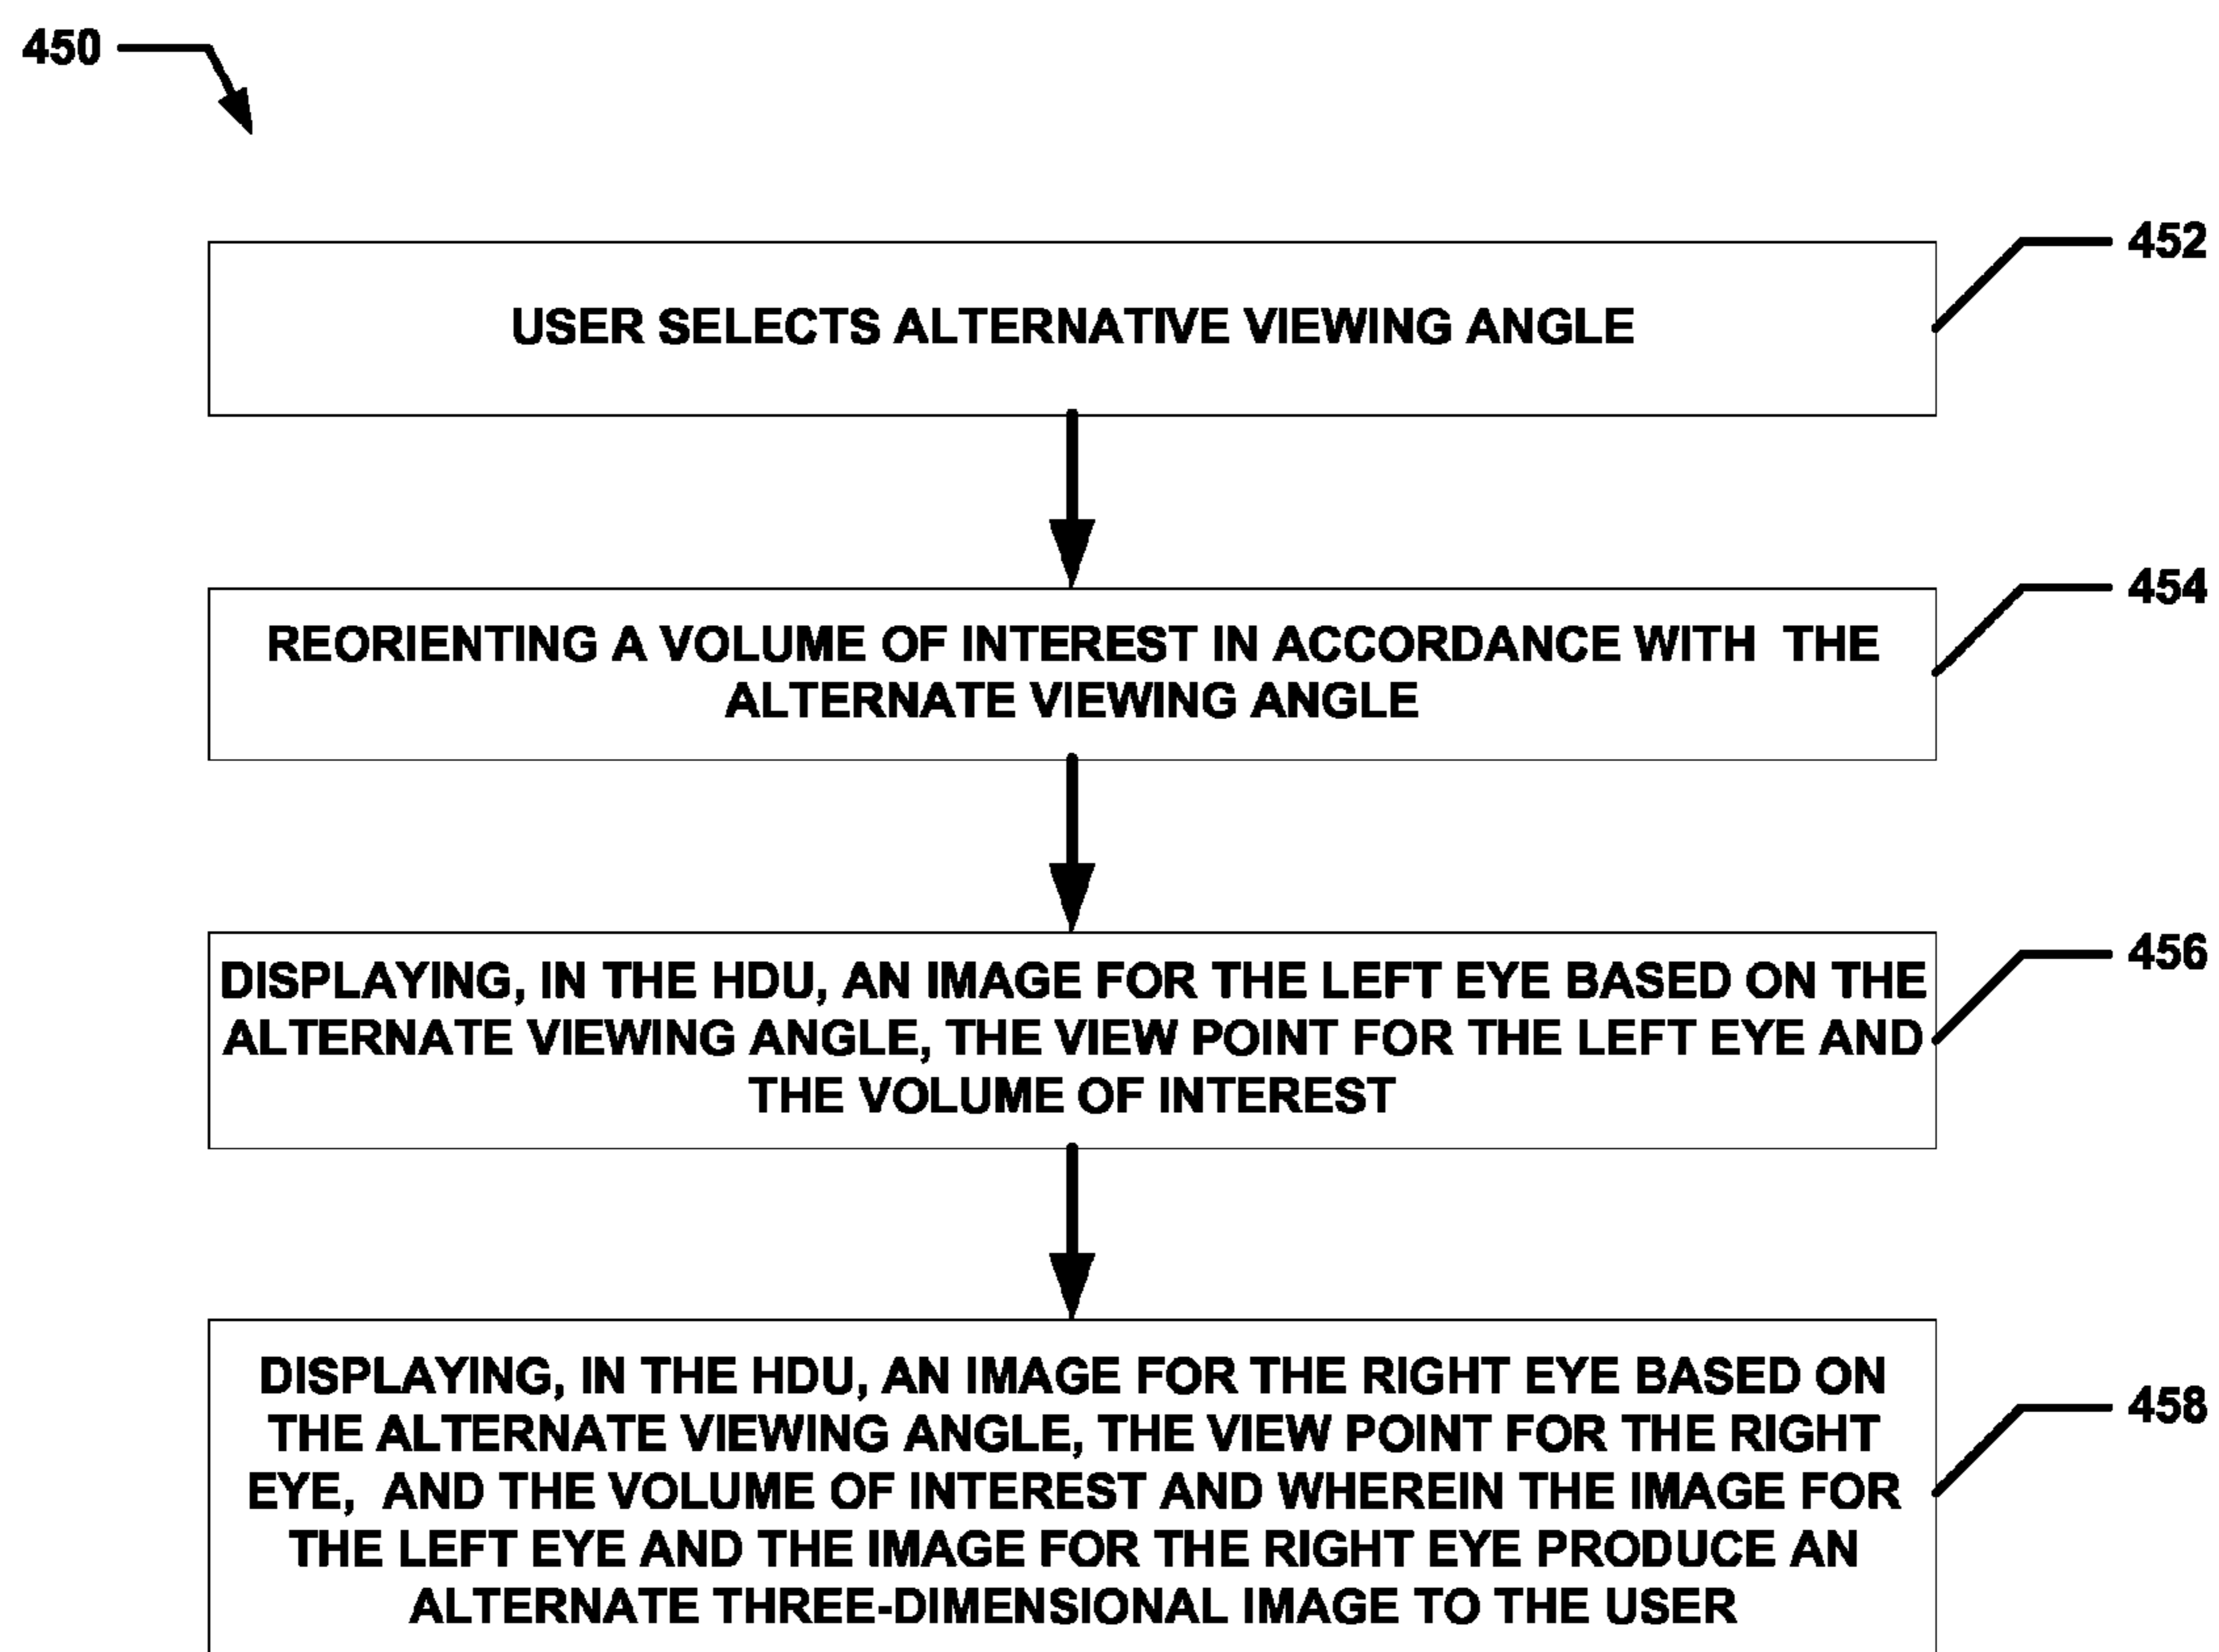 450
452
USER SELECTS ALTERNATIVE VIEWING ANGLE
454
REORIENTING A VOLUME OF INTEREST IN ACCORDANCE WITH THE
ALTERNATE VIEWING ANGLE
456
DISPLAYING, IN THE HDU, AN IMAGE FOR THE LEFT EYE BASED ON THE
ALTERNATE VIEWING ANGLE, THE VIEW POINT FOR THE LEFT EYE AND
THE VOLUME OF INTEREST
458
DISPLAYING, IN THE HDU, AN IMAGE FOR THE RIGHT EYE BASED ON
THE ALTERNATE VIEWING ANGLE, THE VIEW POINT FOR THE RIGHT
EYE, AND THE VOLUME OF INTEREST AND WHEREIN THE IMAGE FOR
THE LEFT EYE AND THE IMAGE FOR THE RIGHT EYE PRODUCE AN
ALTERNATE THREE-DIMENSIONAL IMAGE TO THE USER